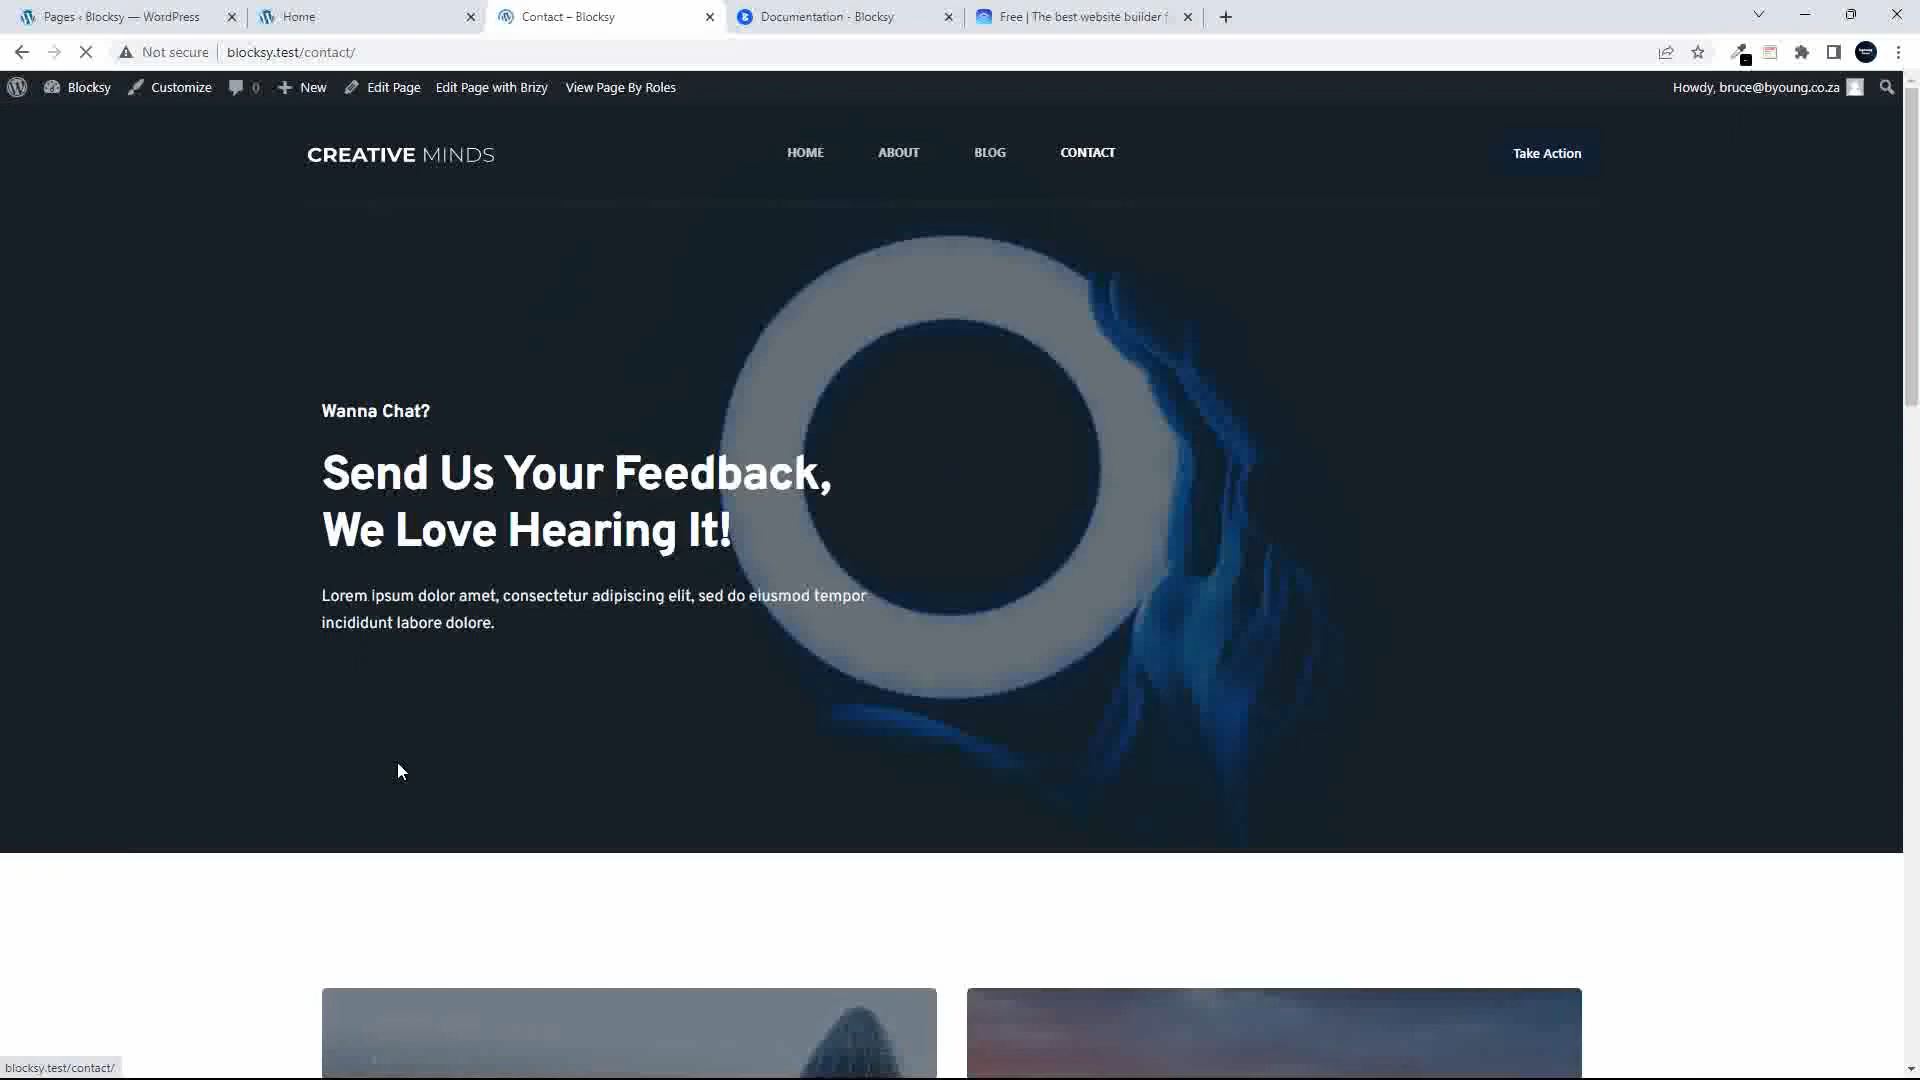 Pages ‹ Blocksy — WordPress
Home
Contact – Blocksy
Documentation - Blocksy
Free | The best website builder f
Not secure
blocksy.test/contact/
Blocksy
Customize
0
New
Edit Page
Edit Page with Brizy
View Page By Roles
Howdy, bruce@byoung.co.za
CREATIVE MINDS
HOME
ABOUT
BLOG
CONTACT
Take Action
Wanna Chat?
Send Us Your Feedback,
We Love Hearing It!
Lorem ipsum dolor amet, consectetur adipiscing elit, sed do eiusmod tempor
incididunt labore dolore.
blocksy.test/contact/